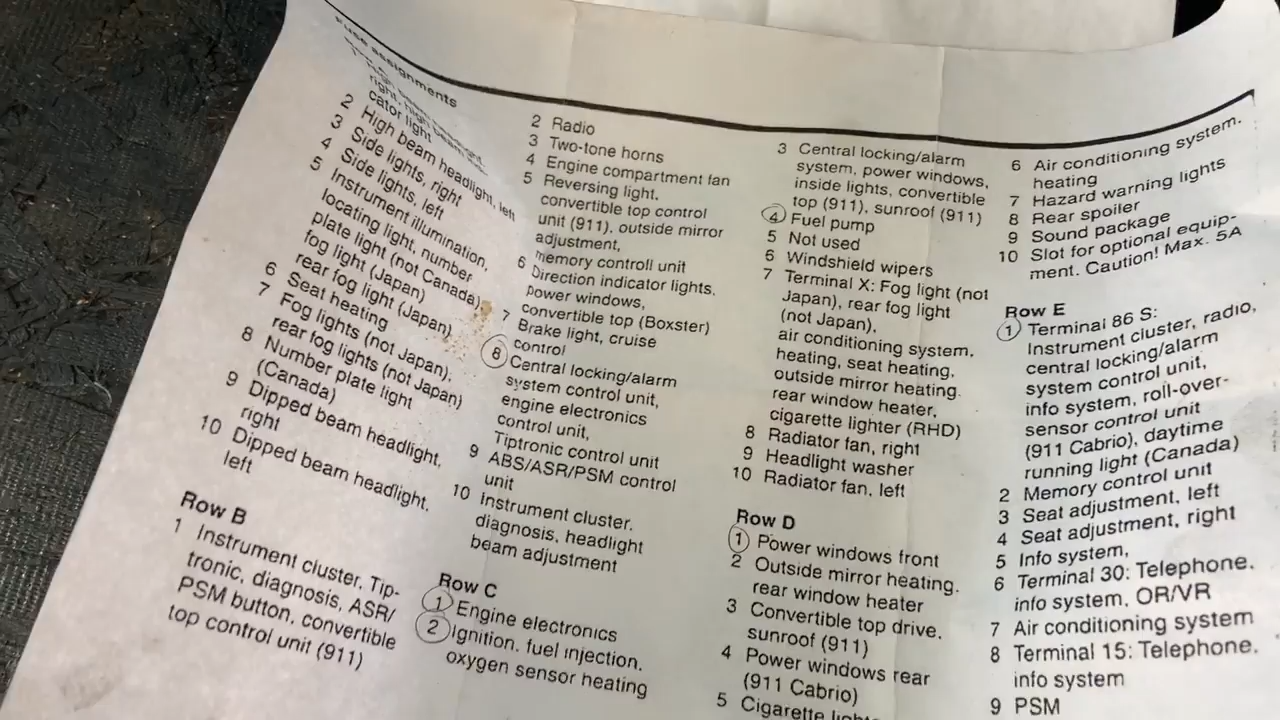 Fuse assignments
right, high beam
cator light
2 High beam headlight, left
3 Side lights, right
4 Side lights, left
5 Instrument illumination,
locating light, number
plate light (not Canada)
fog light (Japan)
rear fog light (Japan)
6 Seat heating
7 Fog lights (not Japan),
rear fog lights (not Japan)
8 Number plate light
(Canada)
9 Dipped beam headlight,
right
10 Dipped beam headlight,
left
Row B
1 Instrument cluster, Tip-
tronic, diagnosis, ASR/
PSM button, convertible
top control unit (911)
2 Radio
3 Two-tone horns
4 Engine compartment fan
5 Reversing light,
convertible top control
unit (911), outside mirror
adjustment,
memory controll unit
6 Direction indicator lights,
power windows,
convertible top (Boxster)
7 Brake light, cruise
control
8 Central locking/alarm
system control unit,
engine electronics
control unit,
Tiptronic control unit
9 ABS/ASR/PSM control
unit
10 Instrument cluster,
diagnosis, headlight
beam adjustment
Row C
1 Engine electronics
2 Ignition, fuel injection,
oxygen sensor heating
3 Central locking/alarm
system, power windows,
inside lights, convertible
top (911), sunroof (911)
4 Fuel pump
5 Not used
6 Windshield wipers
7 Terminal X: Fog light (not
Japan), rear fog light
(not Japan),
air conditioning system,
heating, seat heating,
outside mirror heating.
rear window heater,
cigarette lighter (RHD)
8 Radiator fan, right
9 Headlight washer
10 Radiator fan, left
Row D
1 Power windows front
2 Outside mirror heating.
rear window heater
3 Convertible top drive,
sunroof (911)
4 Power windows rear
(911 Cabrio)
5 Cigarette
6 Air conditioning system.
heating
7 Hazard warning lights
8 Rear spoiler
9 Sound package
10 Slot for optional equip-
ment. Caution! Max. 5A
Row E
1 Terminal 86 S:
Instrument cluster, radio,
central locking/alarm
system control unit,
info system, roll-over-
sensor control unit
(911 Cabrio), daytime
running light (Canada)
2 Memory control unit
3 Seat adjustment, left
4 Seat adjustment, right
5 Info system,
6 Terminal 30: Telephone.
info system, OR/VR
7 Air conditioning system
8 Terminal 15: Telephone.
info system
9 PSM